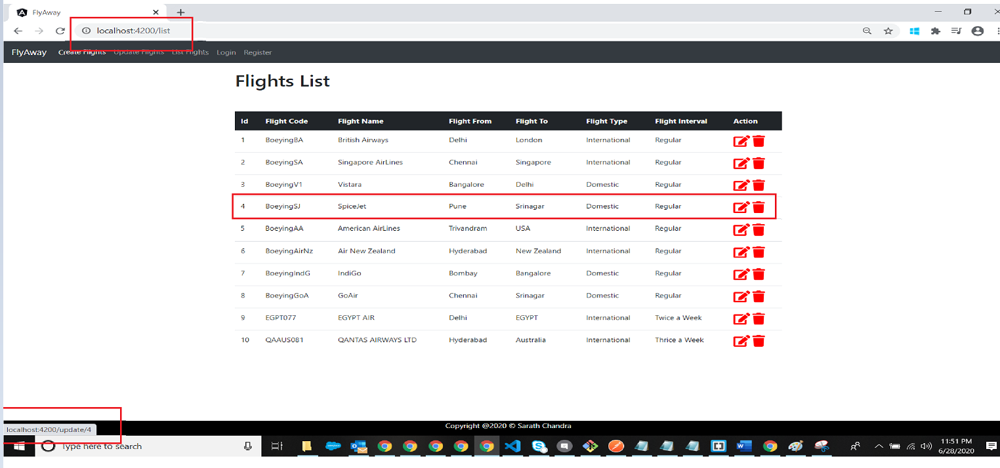 FlyAway
localhost:4200/list
FlyAway Create Flights Update Flights List Flights Login Register
Flights List
Id Flight Code Flight Name Flight From Flight To Flight Type Flight Interval Action
1 BoeyingBA British Airways Delhi London International Regular
2 BoeyingSA Singapore AirLines Chennai Singapore International Regular
3 BoeyingV1 Vistara Bangalore Delhi Domestic Regular
4 BoeyingSJ SpiceJet Pune Srinagar Domestic Regular
5 BoeyingAA American AirLines Trivandram USA International Regular
6 BoeyingAirNz Air New Zealand Hyderabad New Zealand International Regular
7 BoeyingIndG IndiGo Bombay Bangalore Domestic Regular
8 BoeyingGoA GoAir Chennai Srinagar Domestic Regular
9 EGPT077 EGYPT AIR Delhi EGYPT International Twice a Week
10 QAAUS081 QANTAS AIRWAYS LTD Hyderabad Australia International Thrice a Week
Copyright @2020 © Sarath Chandra
localhost:4200/update/4
Type here to search
11:51 PM
6/28/2020